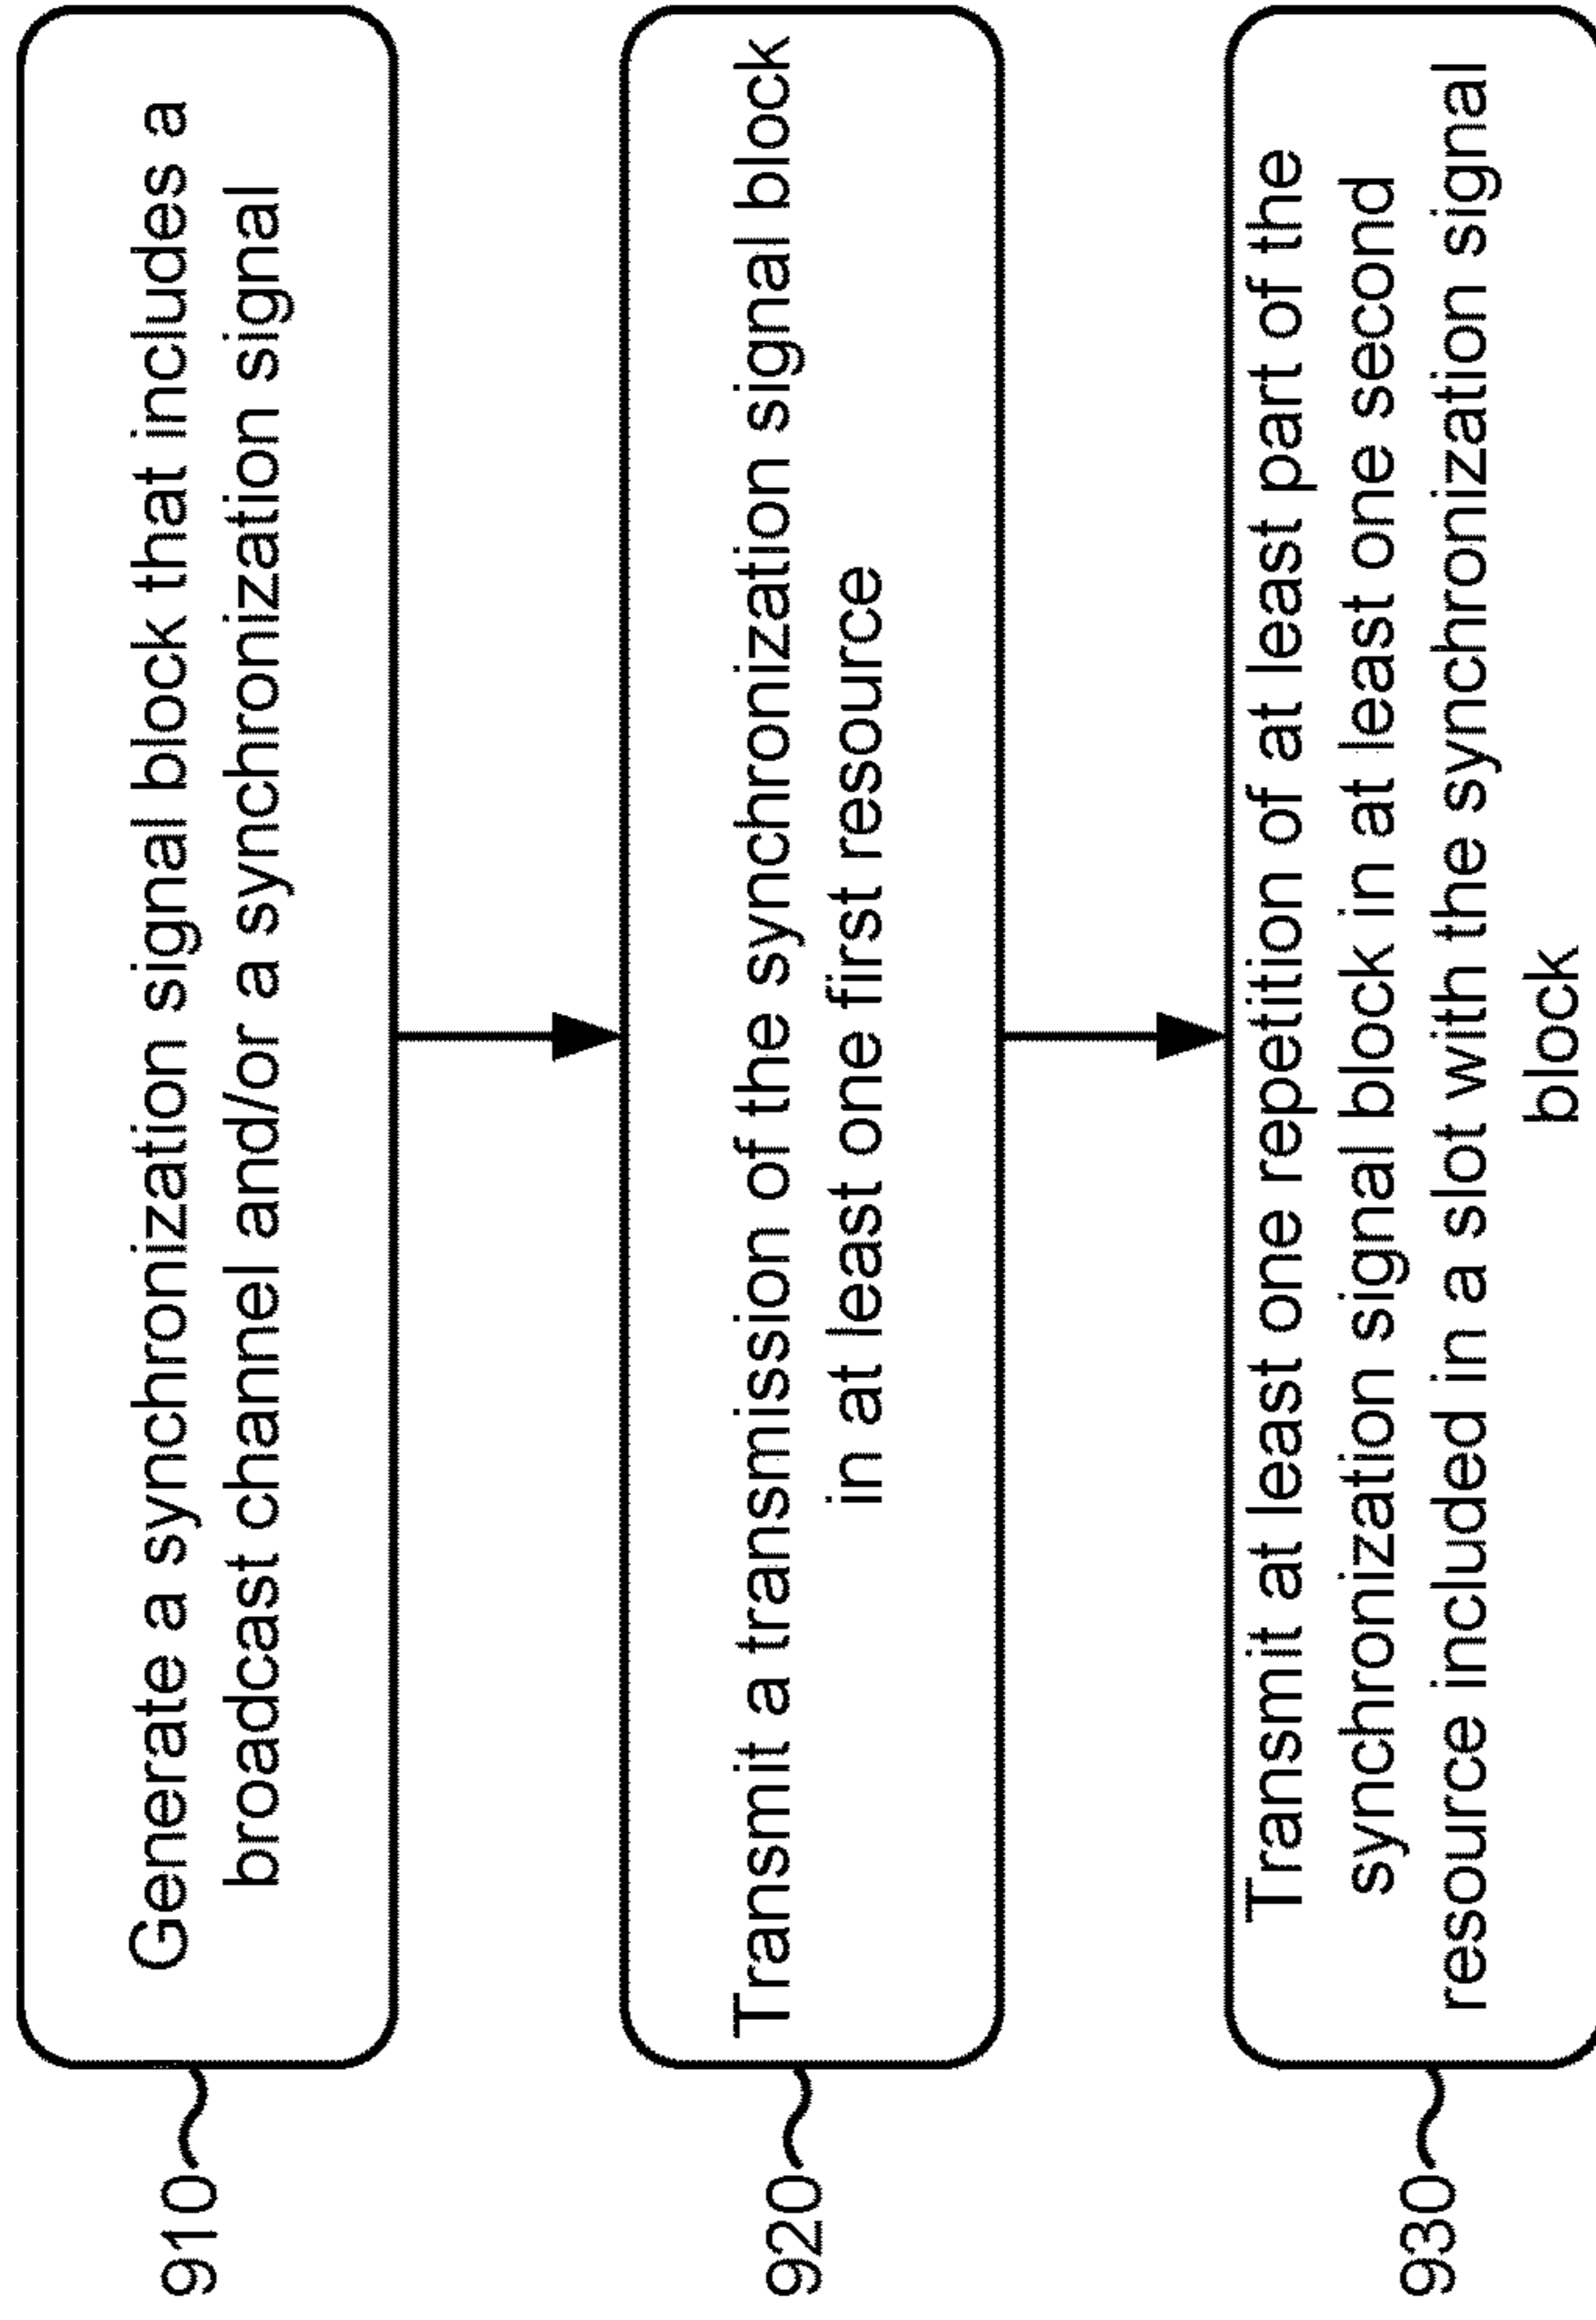 910
Generate a synchronization signal block that includes a
broadcast channel and/or a synchronization signal
920
Transmit a transmission of the synchronization signal block
in at least one first resource
930
Transmit at least one repetition of at least part of the
synchronization signal block in at least one second
resource included in a slot with the synchronization signal
block